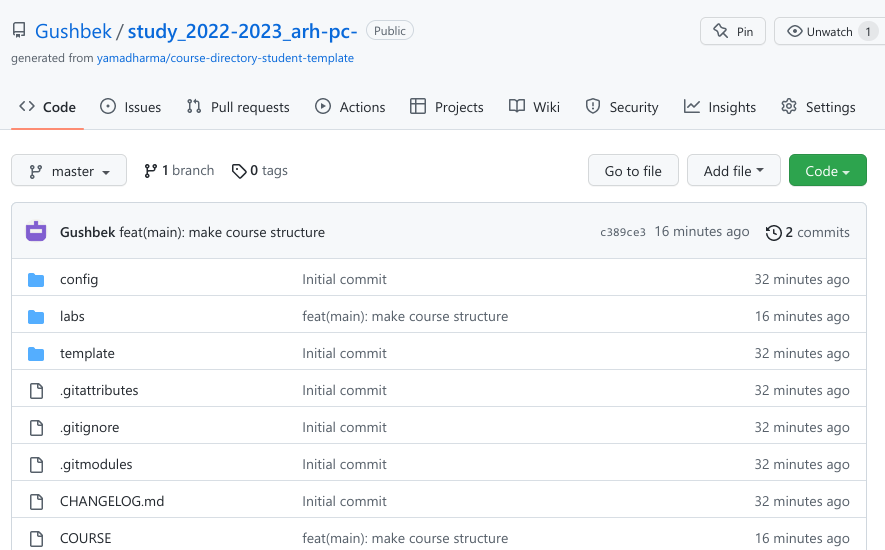 Gushbek / study_2022-2023_arh-pc- Public Pin Unwatch 1
generated from yamadharma/course-directory-student-template
Code Issues Pull requests Actions Projects Wiki Security Insights Settings
master 1 branch 0 tags Go to file Add file Code
Gushbek feat(main): make course structure c389ce3 16 minutes ago 2 commits
config Initial commit 32 minutes ago
labs feat(main): make course structure 16 minutes ago
template Initial commit 32 minutes ago
.gitattributes Initial commit 32 minutes ago
.gitignore Initial commit 32 minutes ago
.gitmodules Initial commit 32 minutes ago
CHANGELOG.md Initial commit 32 minutes ago
COURSE feat(main): make course structure 16 minutes ago